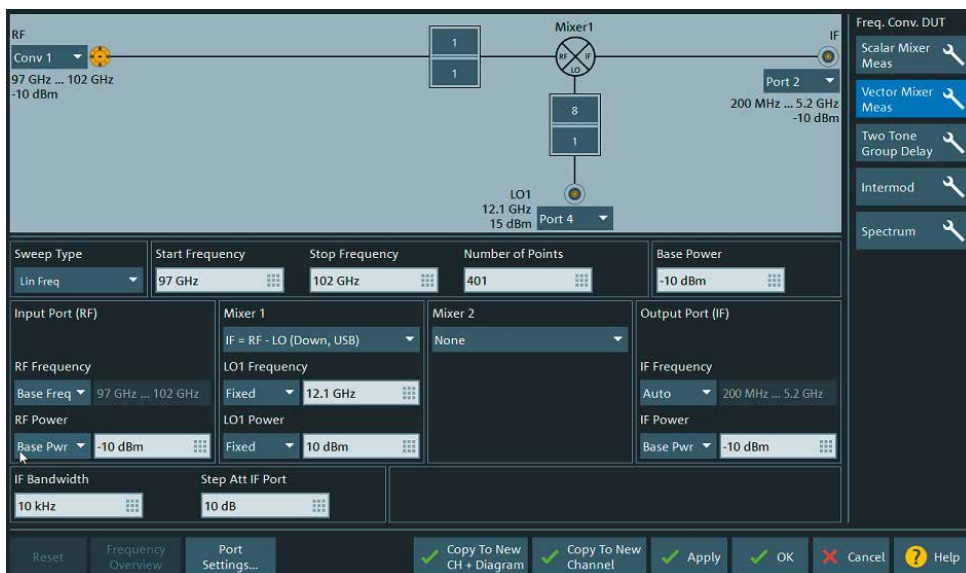 RF
Conv 1
97 GHz ... 102 GHz
-10 dBm
1
1
Mixer1
RF IF
LO
IF
Port 2
200 MHz ... 5.2 GHz
-10 dBm
8
1
LO1
12.1 GHz
15 dBm
Port 4
Freq. Conv. DUT
Scalar Mixer
Meas
Vector Mixer
Meas
Two Tone
Group Delay
Intermod
Spectrum
Sweep Type
Lin Freq
Start Frequency
97 GHz
Stop Frequency
102 GHz
Number of Points
401
Base Power
-10 dBm
Input Port (RF)
RF Frequency
Base Freq 97 GHz ... 102 GHz
RF Power
Base Pwr -10 dBm
Mixer 1
IF = RF - LO (Down, USB)
LO1 Frequency
Fixed 12.1 GHz
LO1 Power
Fixed 10 dBm
Mixer 2
None
Output Port (IF)
IF Frequency
Auto 200 MHz ... 5.2 GHz
IF Power
Base Pwr -10 dBm
IF Bandwidth
10 kHz
Step Att IF Port
10 dB
Reset
Frequency
Overview
Port
Settings...
Copy To New
CH + Diagram
Copy To New
Channel
Apply
OK
Cancel
? Help